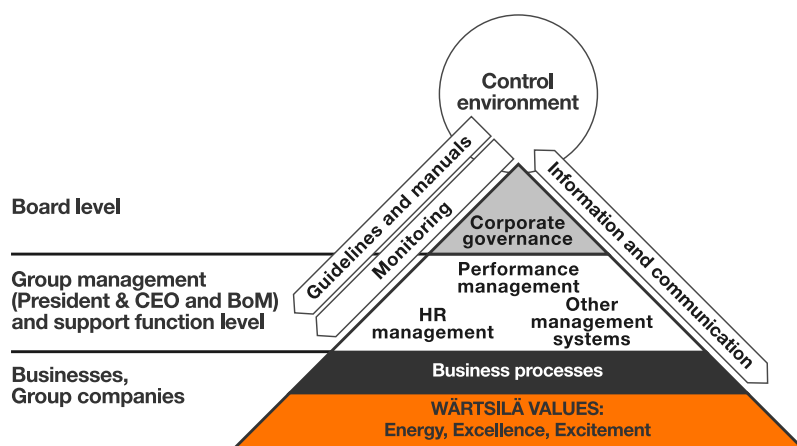 Control
environment
Guidelines and manuals
Monitoring
Information and communication
Board level
Corporate
governance
Group management
(President & CEO and BoM)
and support function level
Performance
management
HR
management
Other
management
systems
Businesses,
Group companies
Business processes
WÄRTSILÄ VALUES:
Energy, Excellence, Excitement